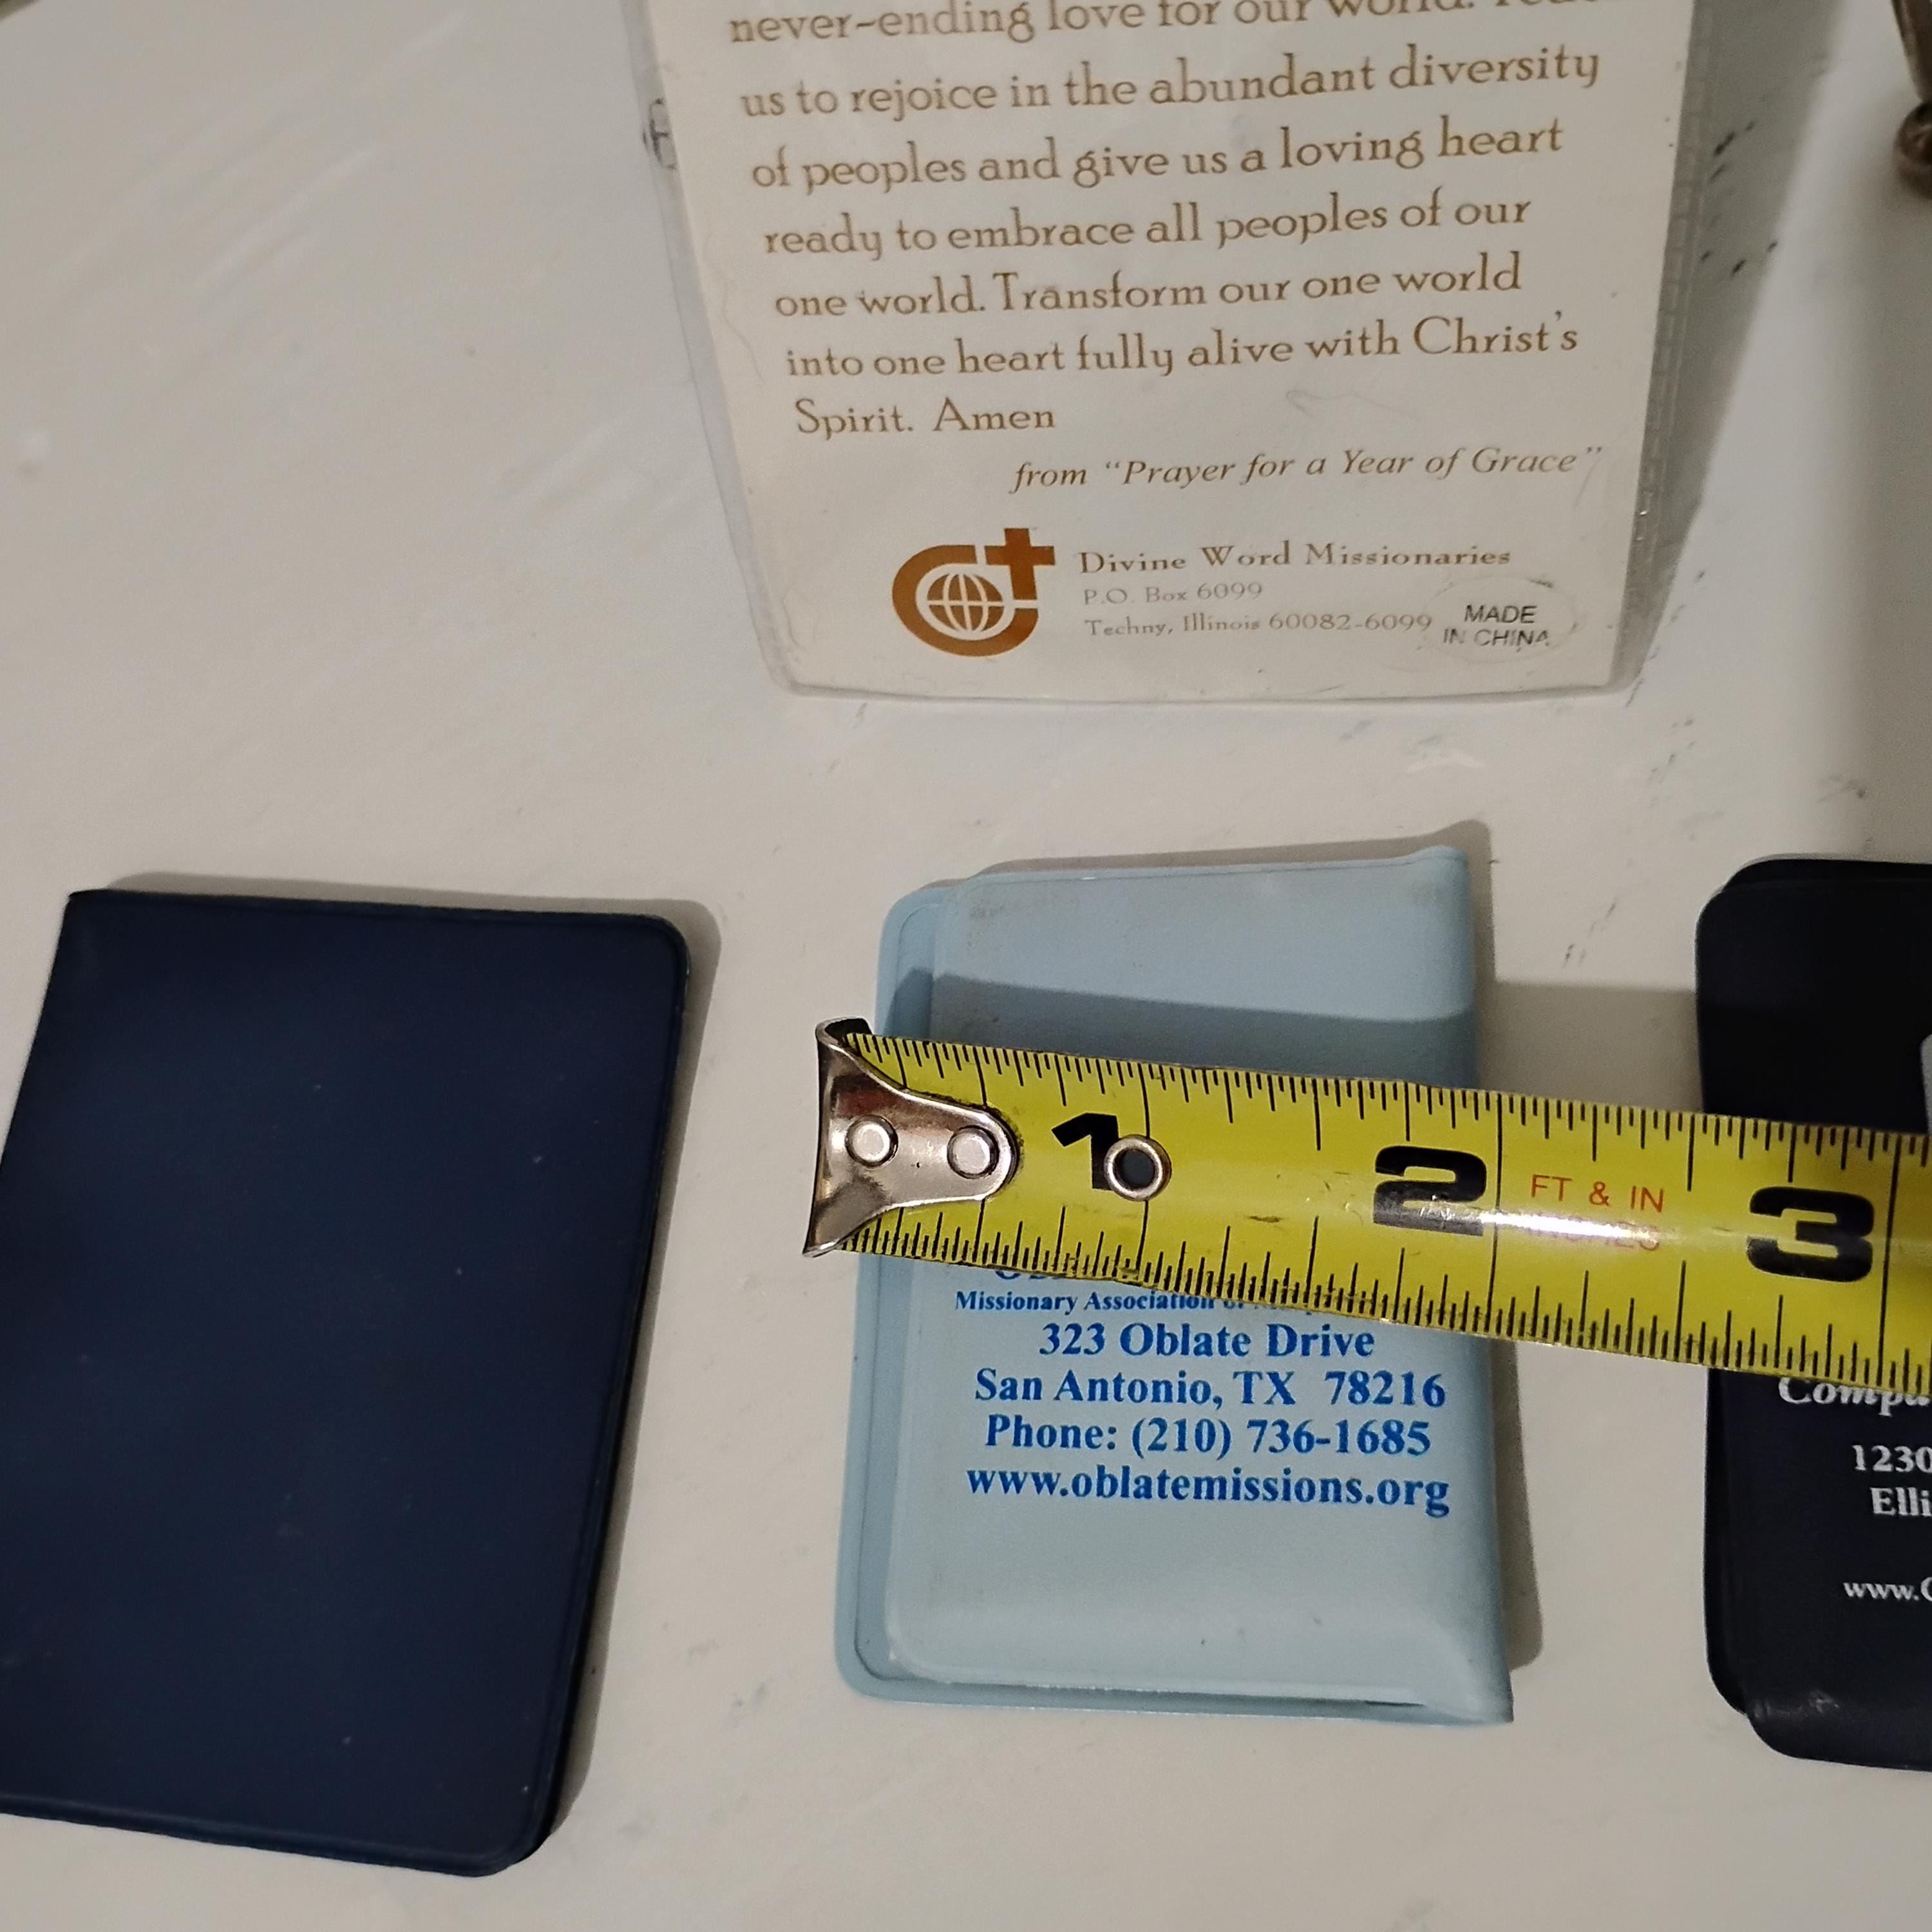 never-ending love for our world.
us to rejoice in the abundant diversity
of peoples and give us a loving heart
ready to embrace all peoples of our
one world. Transform our one world
into one heart fully alive with Christ's
Spirit. Amen
from "Prayer for a Year of Grace"
Divine Word Missionaries
P.O. Box 6099
Techny, Illinois 60082-6099
MADE
IN CHINA
1 2 FT & IN 3
INCHES
Missionary Association
323 Oblate Drive
San Antonio, TX 78216
Phone: (210) 736-1685
www.oblatemissions.org
1230
Elli
www.